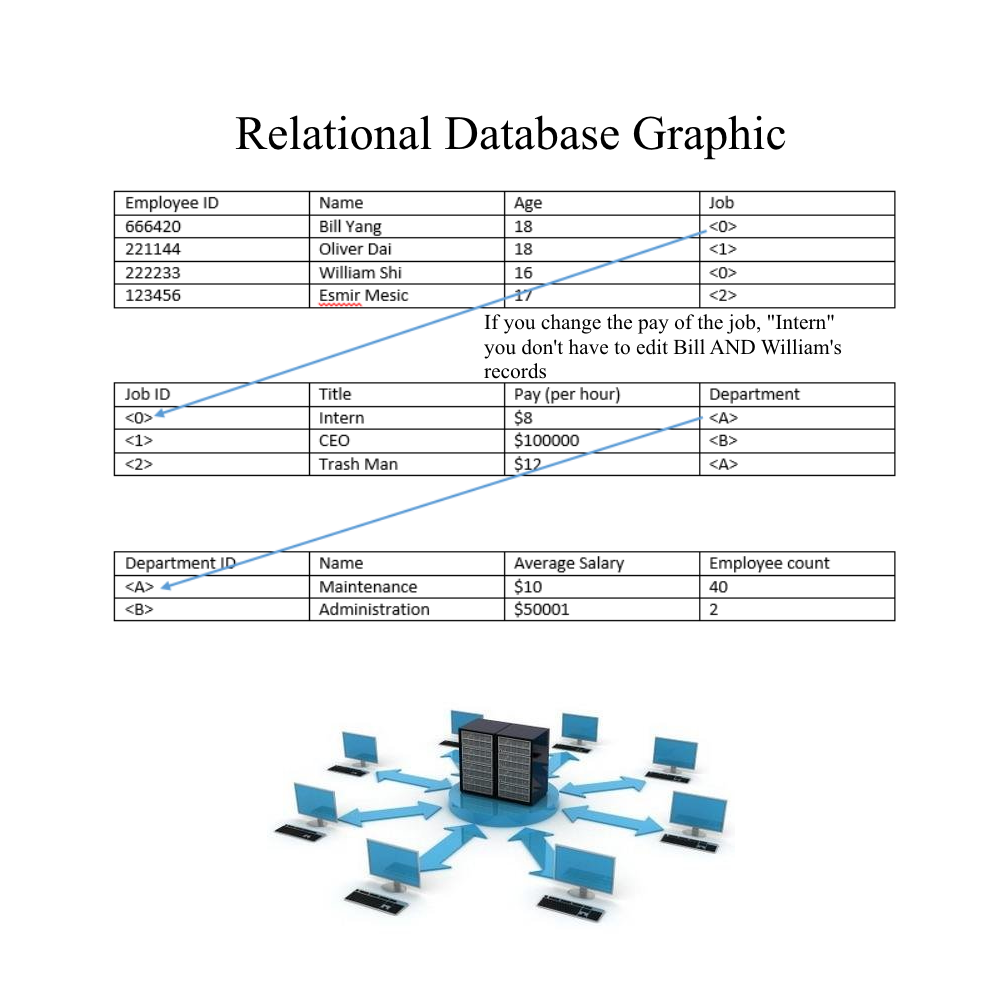 Relational Database Graphic
Employee ID Name Age Job
666420 Bill Yang 18 <0>
221144 Oliver Dai 18 <1>
222233 William Shi 16 <0>
123456 Esmir Mesic 17 <2>
If you change the pay of the job, "Intern"
you don't have to edit Bill AND William's
records
Job ID Title Pay (per hour) Department
<0> Intern $8 <A>
<1> CEO $100000 <B>
<2> Trash Man $12 <A>
Department ID Name Average Salary Employee count
<A> Maintenance $10 40
<B> Administration $50001 2